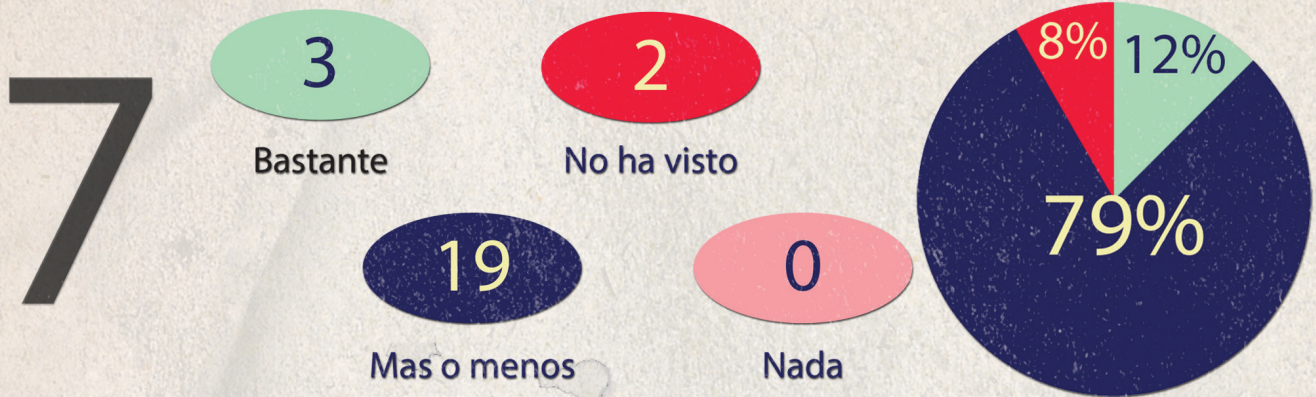 7
3
Bastante
2
No ha visto
19
Mas o menos
0
Nada
8%
12%
79%